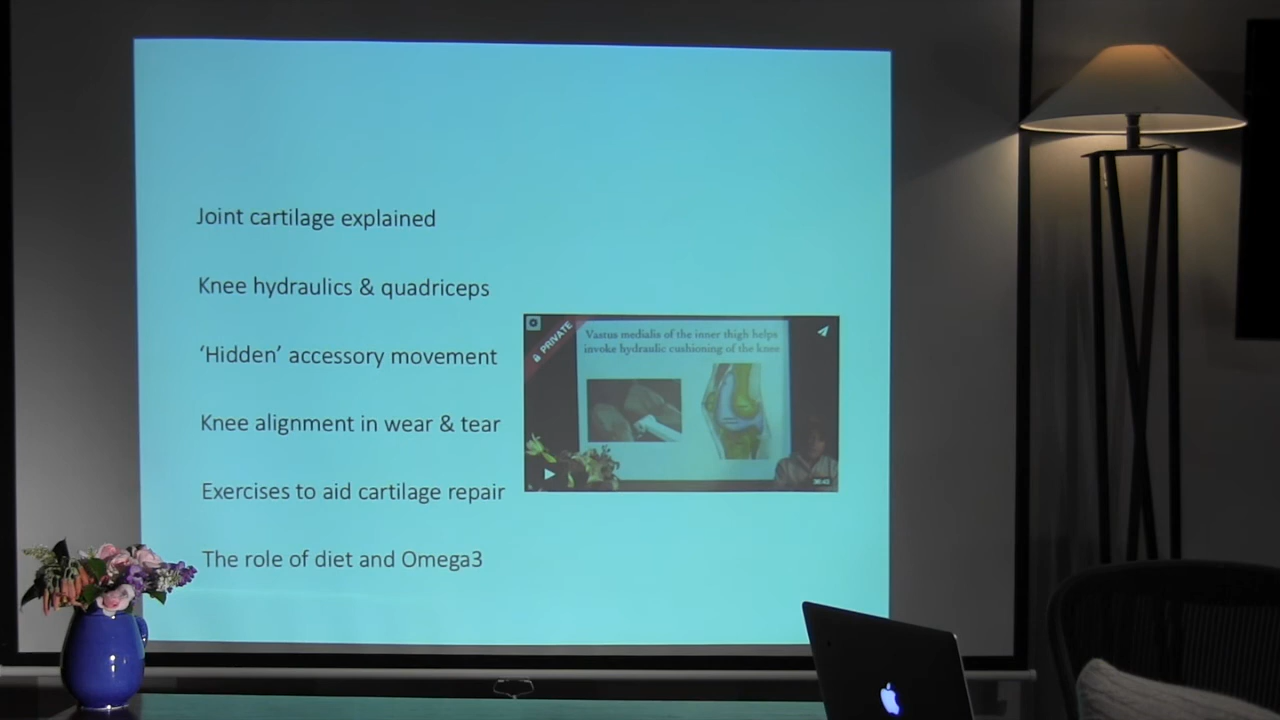 Joint cartilage explained
Knee hydraulics & quadriceps
‘Hidden’ accessory movement
Knee alignment in wear & tear
Exercises to aid cartilage repair
The role of diet and Omega3
PRIVATE
Vastus medialis of the inner thigh helps
invoke hydraulic cushioning of the knee